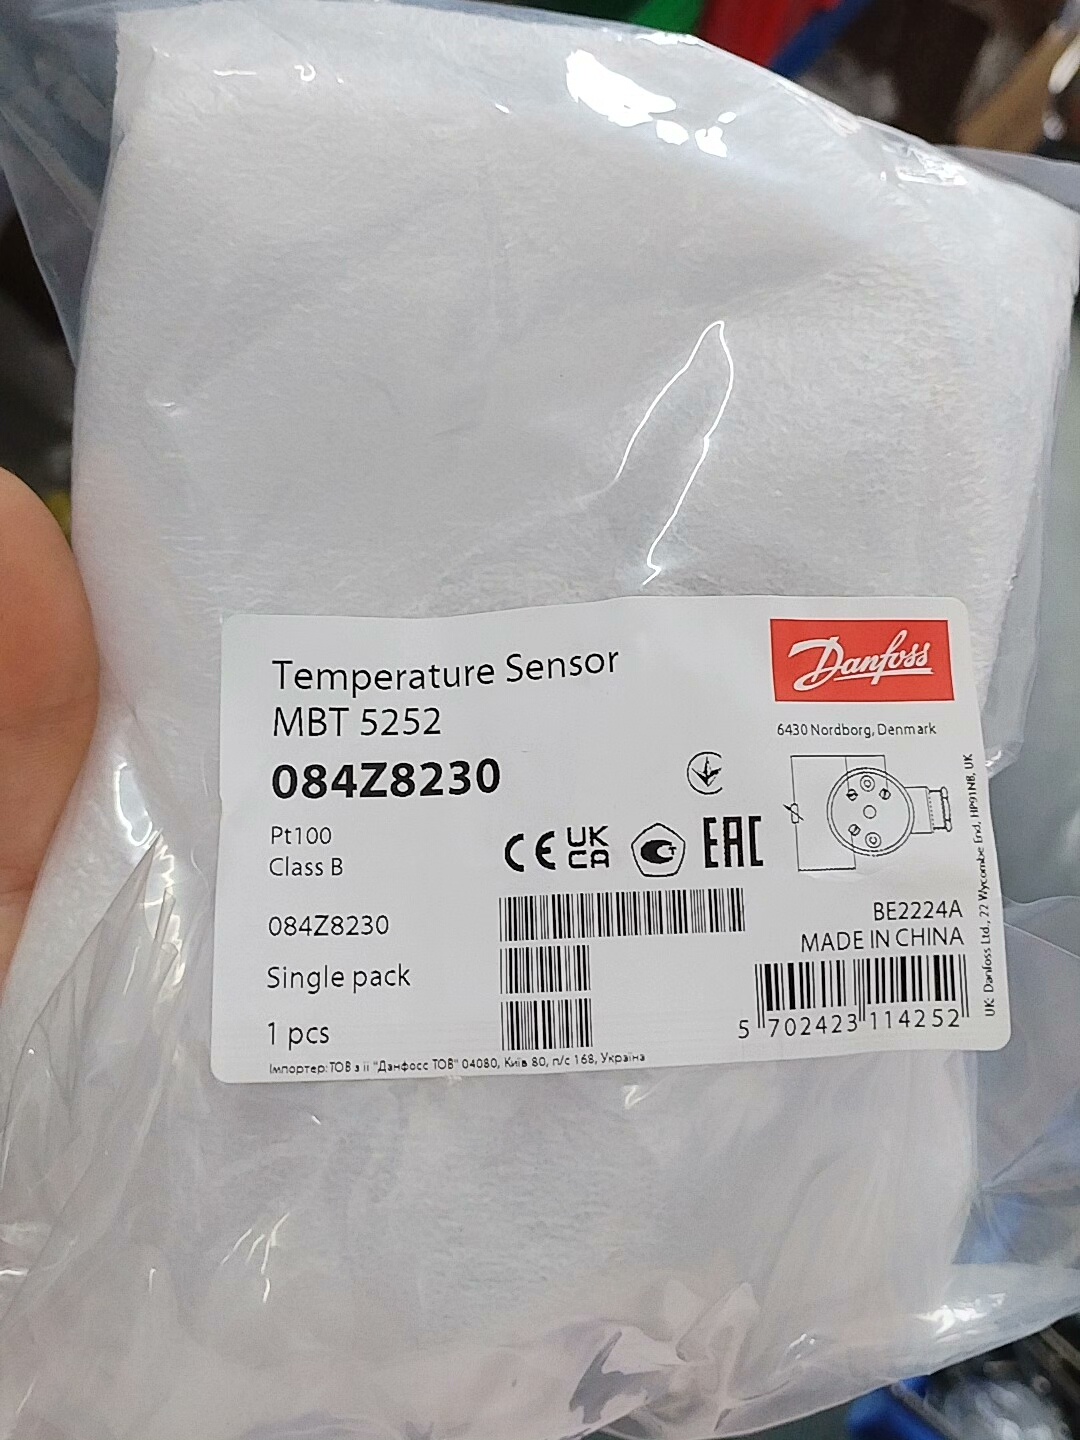 Temperature Sensor
MBT 5252
084Z8230
Pt100
Class B
084Z8230
Single pack
1 pcs
Імпортер: ТОВ з іі "Данфосс ТОВ" 04080, Київ 80, п/с 168, Україна
Danfoss
6430 Nordborg, Denmark
CE UK CA EAC
BE2224A
MADE IN CHINA
5 702423 114252
UK: Danfoss Ltd., 22 Wycombe End, HP91NB, UK